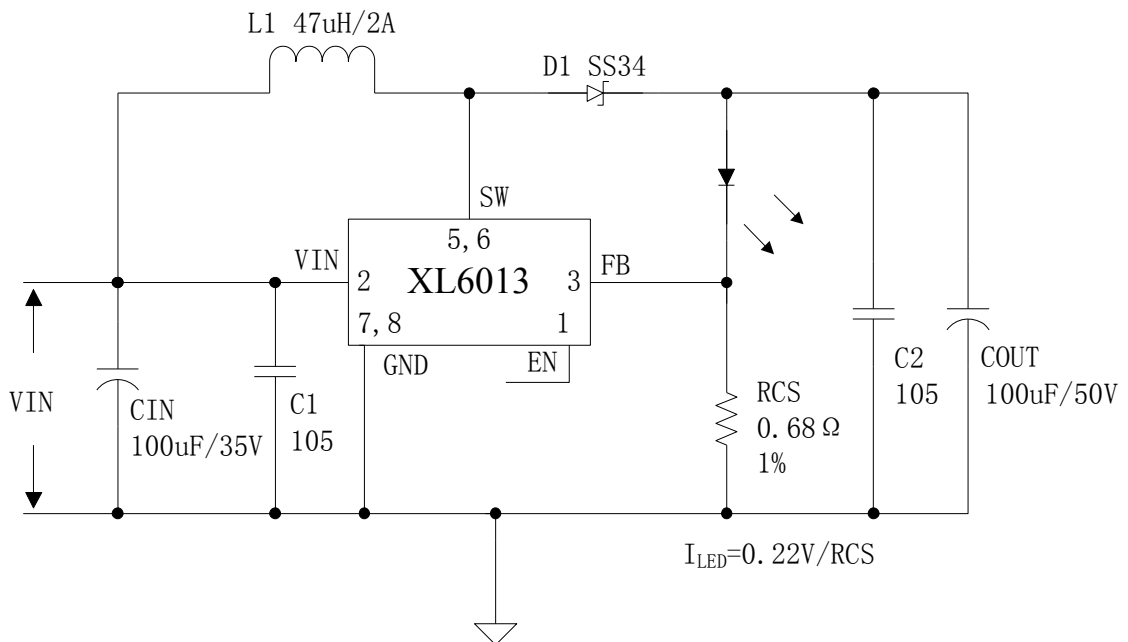 L1 47uH/2A
D1 SS34
SW
5,6
VIN
2
XL6013
3
FB
7,8
1
GND
EN
VIN
CIN
100uF/35V
C1
105
RCS
0.68Ω
1%
C2
105
COUT
100uF/50V
ILED=0.22V/RCS